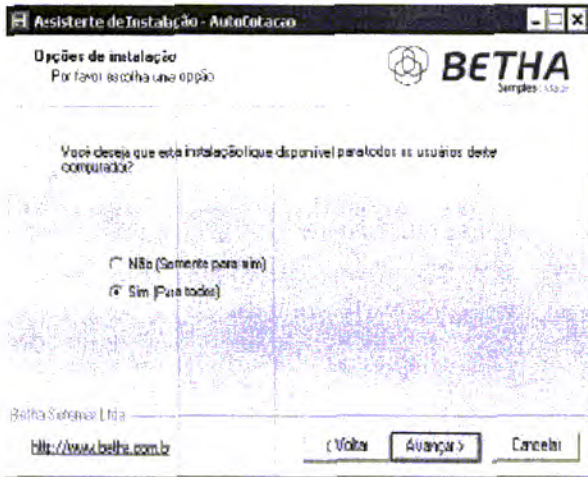 Assistente de Instalação - AutoCotacao
Opções de instalação
Por favor escolha uma opção
BETHA
Simples
Você deseja que esta instalação fique disponível para todos os usuários deste
computador?
Não (Somente para mim)
Sim (Para todos)
Betha Sistemas Ltda
http://www.betha.com.br
< Voltar
Avançar >
Cancelar